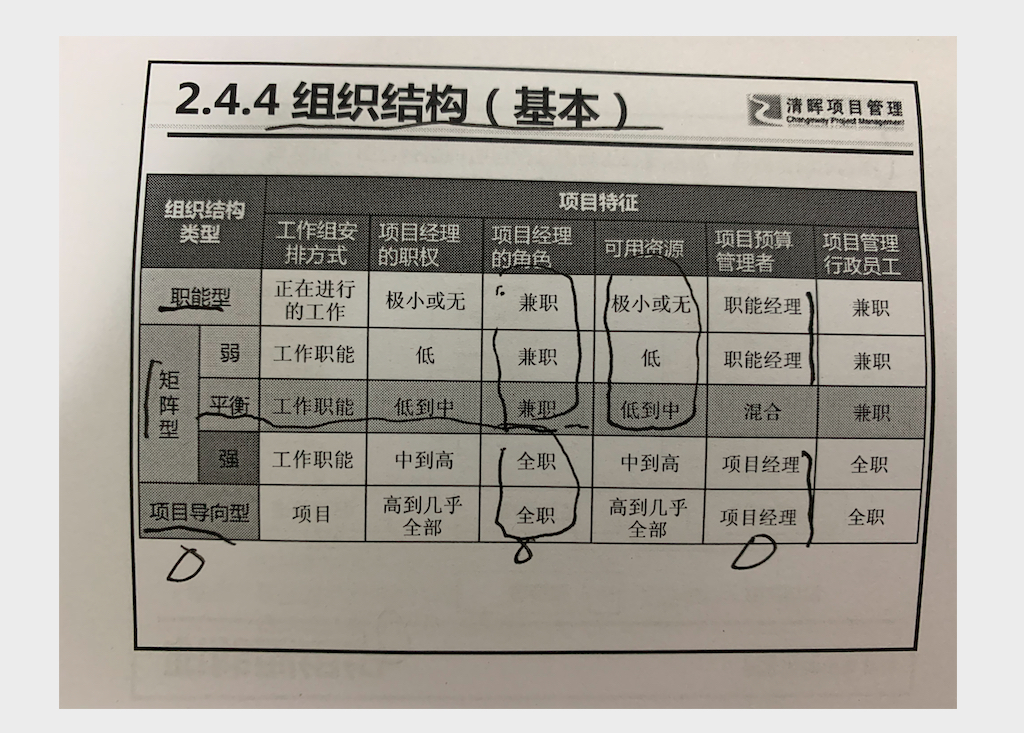 2.4.4 组织结构（基本）
清晖项目管理
Changeway Project Management
组织结构
类型
项目特征
工作组安
排方式
项目经理
的职权
项目经理
的角色
可用资源
项目预算
管理者
项目管理
行政员工
职能型
正在进行
的工作
极小或无
兼职
极小或无
职能经理
兼职
矩阵型
弱
工作职能
低
兼职
低
职能经理
兼职
平衡
工作职能
低到中
兼职
低到中
混合
兼职
强
工作职能
中到高
全职
中到高
项目经理
全职
项目导向型
项目
高到几乎
全部
全职
高到几乎
全部
项目经理
全职